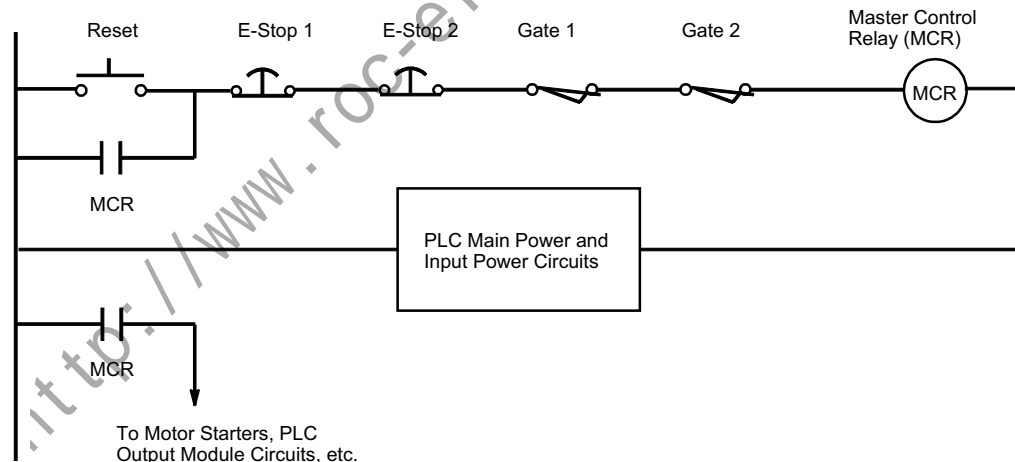 Reset
E-Stop 1
E-Stop 2
Gate 1
Gate 2
Master Control
Relay (MCR)
MCR
MCR
PLC Main Power and
Input Power Circuits
MCR
To Motor Starters, PLC
Output Module Circuits, etc.